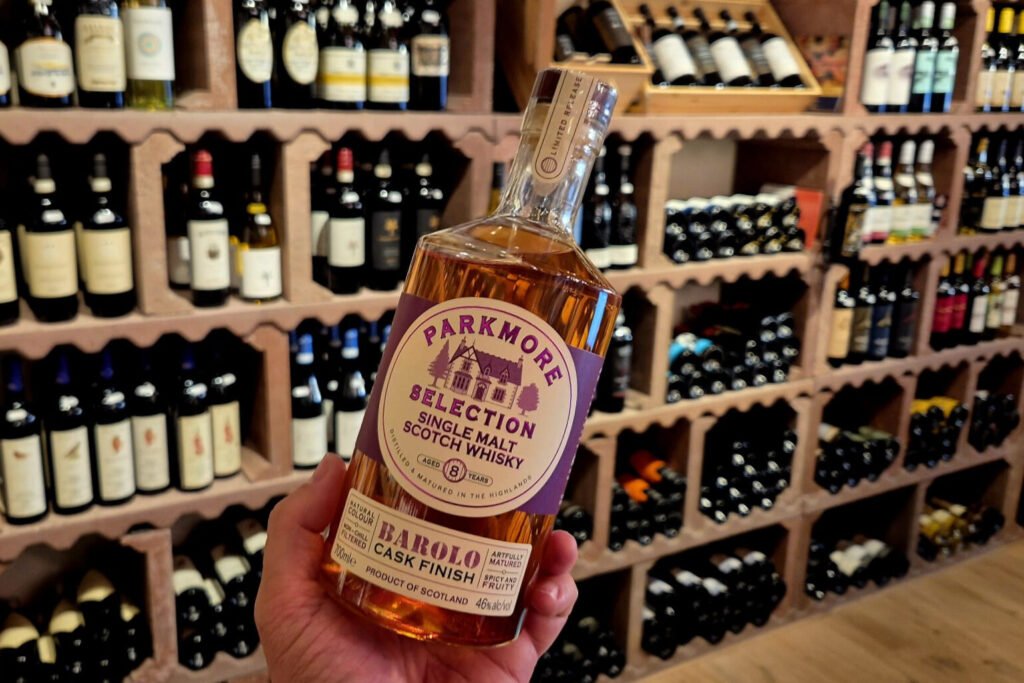 LIMITED RELEASE
PARKMORE
SELECTION
SINGLE MALT
SCOTCH WHISKY
AGED 8 YEARS
DISTILLED & MATURED IN THE HIGHLANDS
NATURAL
COLOUR
NON-CHILL
FILTERED
700ml ℮
BAROLO
CASK FINISH
PRODUCT OF SCOTLAND
ARTFULLY
MATURED
SPICY AND
FRUITY
46% alc/vol